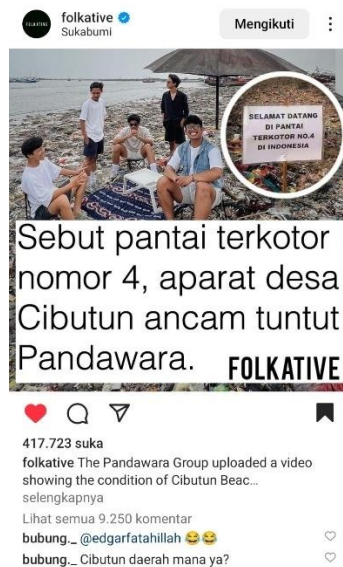 FOLKATIVE
folkative
Mengikuti
Sukabumi
SELAMAT DATANG
DI PANTAI
TERKOTOR NO.4
DI INDONESIA
Sebut pantai terkotor
nomor 4, aparat desa
Cibutun ancam tuntut
Pandawara. FOLKATIVE
417.723 suka
folkative The Pandawara Group uploaded a video
showing the condition of Cibutun Beac...
selengkapnya
Lihat semua 9.250 komentar
bubung._ @edgarfatahillah 😂😂
bubung._ Cibutun daerah mana ya?